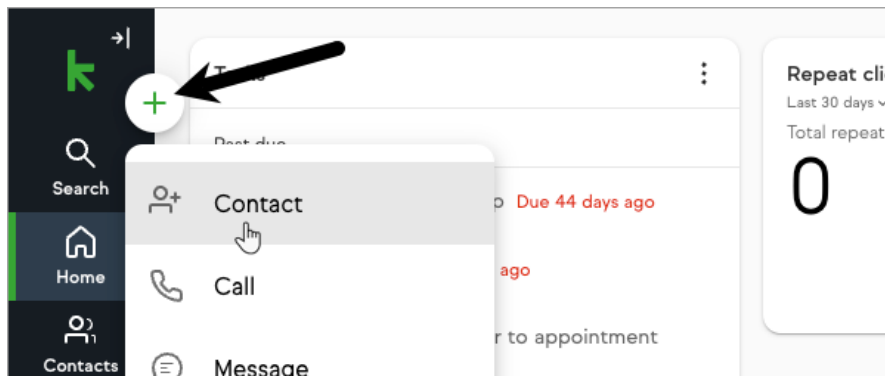 Repeat cli
Last 30 days
Past due
Total repeat
0
Search
Contact
Due 44 days ago
Home
Call
ago
r to appointment
Contacts
Message